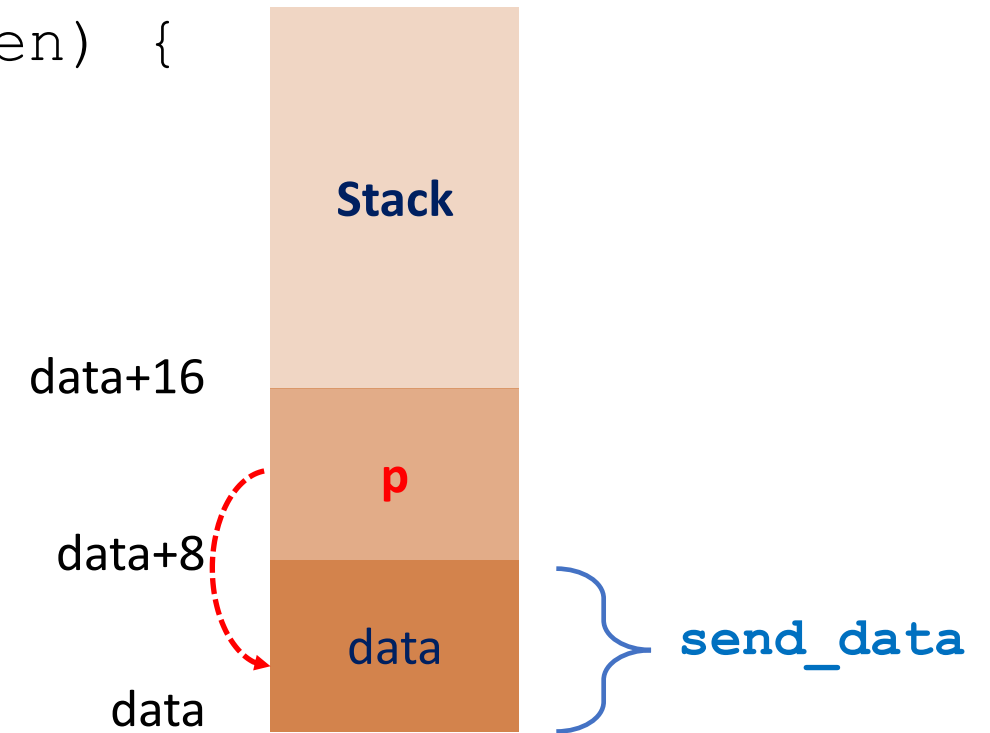 en) {
Stack
data+16
p
data+8
data
send_data
data